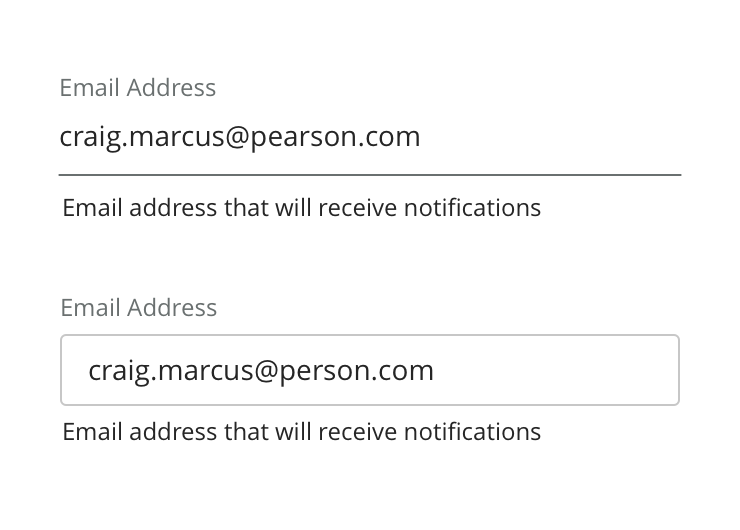 Email Address
craig.marcus@pearson.com
Email address that will receive notifications
Email Address
craig.marcus@person.com
Email address that will receive notifications